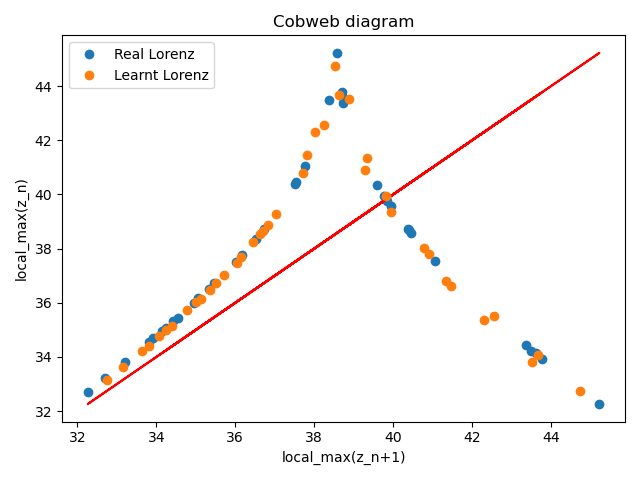 Cobweb diagram
Real Lorenz
Learnt Lorenz
local_max(z_n)
44
42
40
38
36
34
32
32 34 36 38 40 42 44
local_max(z_n+1)